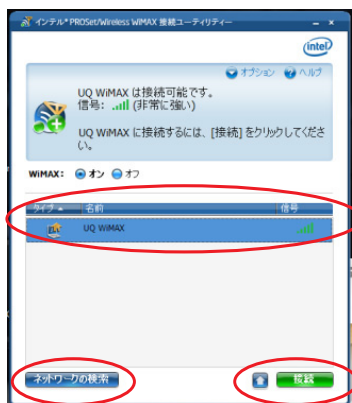 インテル® PROSet/Wireless WiMAX 接続ユーティリティー
intel
オプション ヘルプ
UQ WiMAX は接続可能です。
信号: (非常に強い)
UQ WiMAX に接続するには、[接続] をクリックしてくださ
い。
WiMAX: オン オフ
タイプ 名前 信号
UQ WiMAX
ネットワークの検索 接続